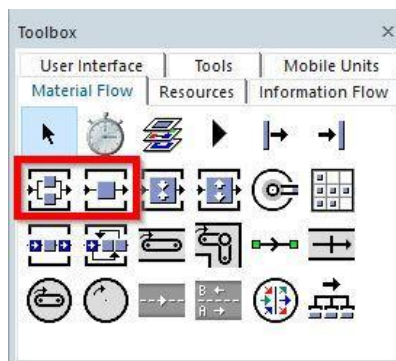 Toolbox ×
User Interface Tools Mobile Units
Material Flow Resources Information Flow
B
A